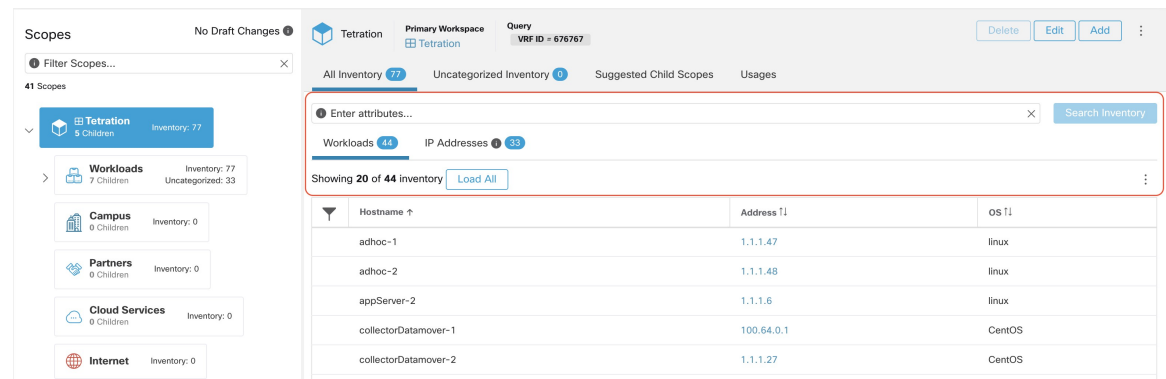 Scopes
No Draft Changes
Filter Scopes...
41 Scopes
Tetration
5 Children
Inventory: 77
Workloads
7 Children
Inventory: 77
Uncategorized: 33
Campus
0 Children
Inventory: 0
Partners
0 Children
Inventory: 0
Cloud Services
0 Children
Inventory: 0
Internet
Inventory: 0
Tetration
Primary Workspace
Tetration
Query
VRF ID = 676767
Delete
Edit
Add
All Inventory 77
Uncategorized Inventory 0
Suggested Child Scopes
Usages
Enter attributes...
Search Inventory
Workloads 44
IP Addresses 33
Showing 20 of 44 inventory
Load All
Hostname ↑ Address ↑↓ OS ↑↓
adhoc-1 1.1.1.47 linux
adhoc-2 1.1.1.48 linux
appServer-2 1.1.1.6 linux
collectorDatamover-1 100.64.0.1 CentOS
collectorDatamover-2 1.1.1.27 CentOS